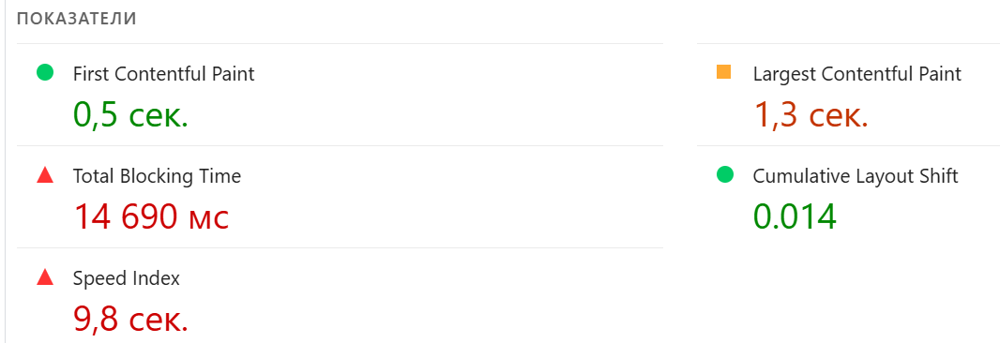 ПОКАЗАТЕЛИ
First Contentful Paint
0,5 сек.
Largest Contentful Paint
1,3 сек.
Total Blocking Time
14 690 мс
Cumulative Layout Shift
0.014
Speed Index
9,8 сек.